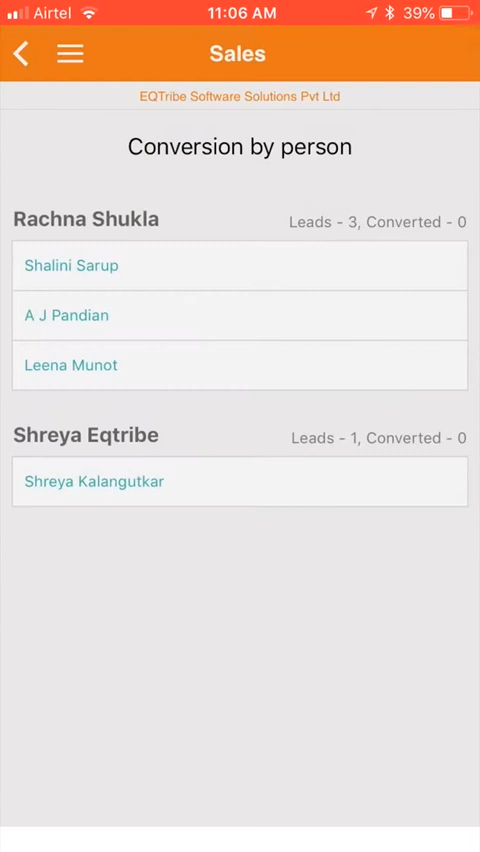 Airtel 11:06 AM 39%
Sales
EQTribe Software Solutions Pvt Ltd
Conversion by person
Rachna Shukla Leads - 3, Converted - 0
Shalini Sarup
A J Pandian
Leena Munot
Shreya Eqtribe Leads - 1, Converted - 0
Shreya Kalangutkar